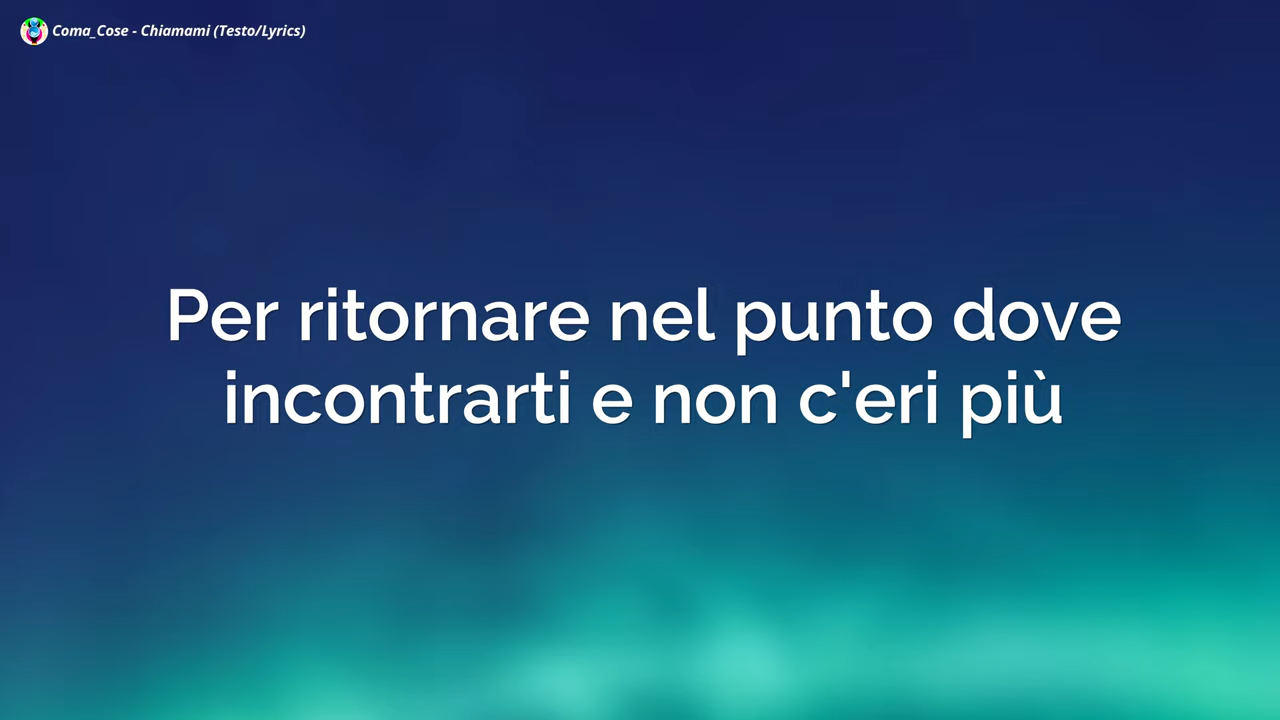 Coma_Cose - Chiamami (Testo/Lyrics)
Per ritornare nel punto dove
incontrarti e non c'eri più